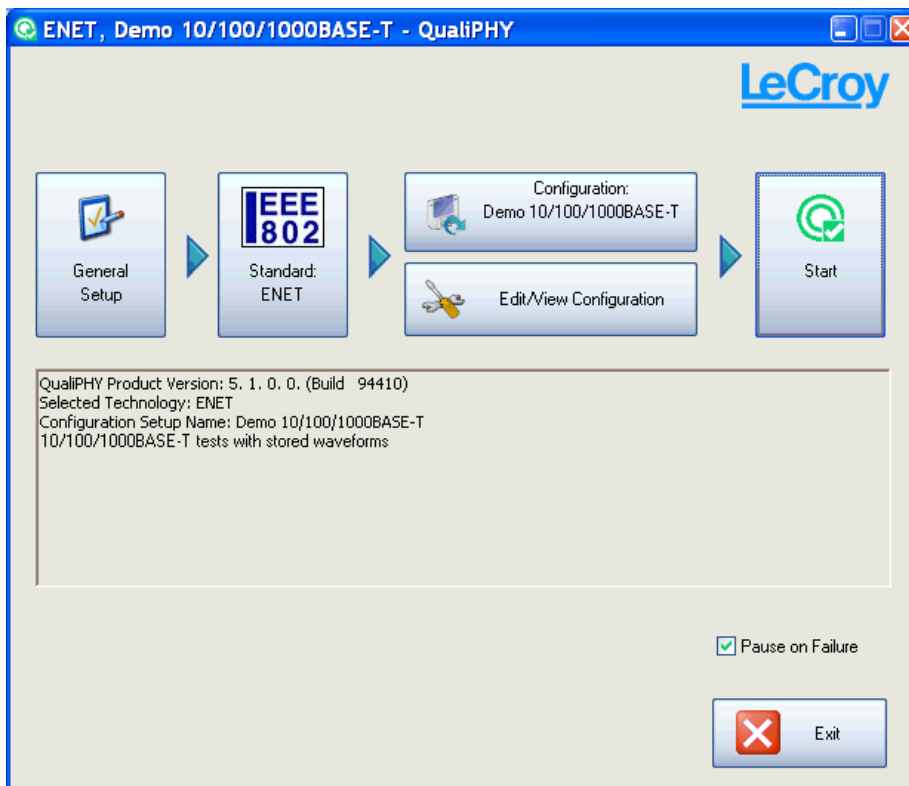 ENET, Demo 10/100/1000BASE-T - QualiPHY
LeCroy
General
Setup
IEEE
802
Standard:
ENET
Configuration:
Demo 10/100/1000BASE-T
Edit/View Configuration
Start
QualiPHY Product Version: 5. 1. 0. 0. (Build 94410)
Selected Technology: ENET
Configuration Setup Name: Demo 10/100/1000BASE-T
10/100/1000BASE-T tests with stored waveforms
Pause on Failure
Exit